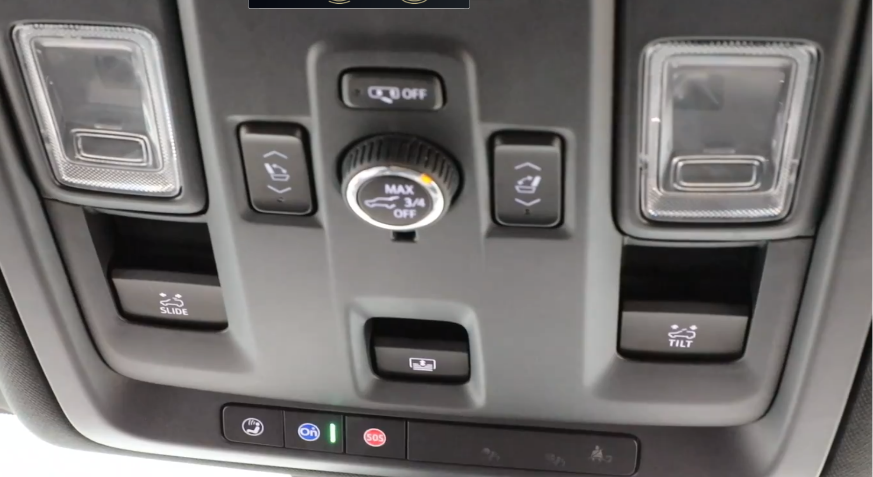 OFF
MAX
3/4
OFF
SLIDE
TILT
On
SOS